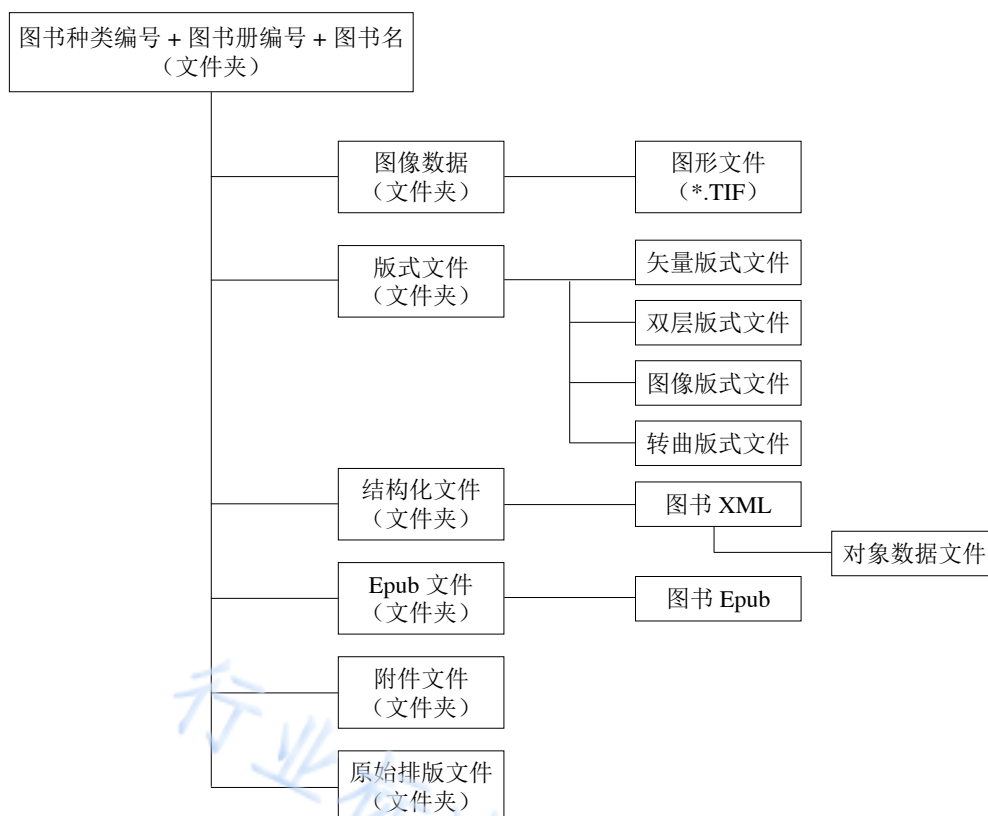 图书种类编号 + 图书册编号 + 图书名
（文件夹）
图像数据
（文件夹）
图形文件
（*.TIF）
版式文件
（文件夹）
矢量版式文件
双层版式文件
图像版式文件
转曲版式文件
结构化文件
（文件夹）
图书 XML
对象数据文件
Epub 文件
（文件夹）
图书 Epub
附件文件
（文件夹）
原始排版文件
（文件夹）
行业